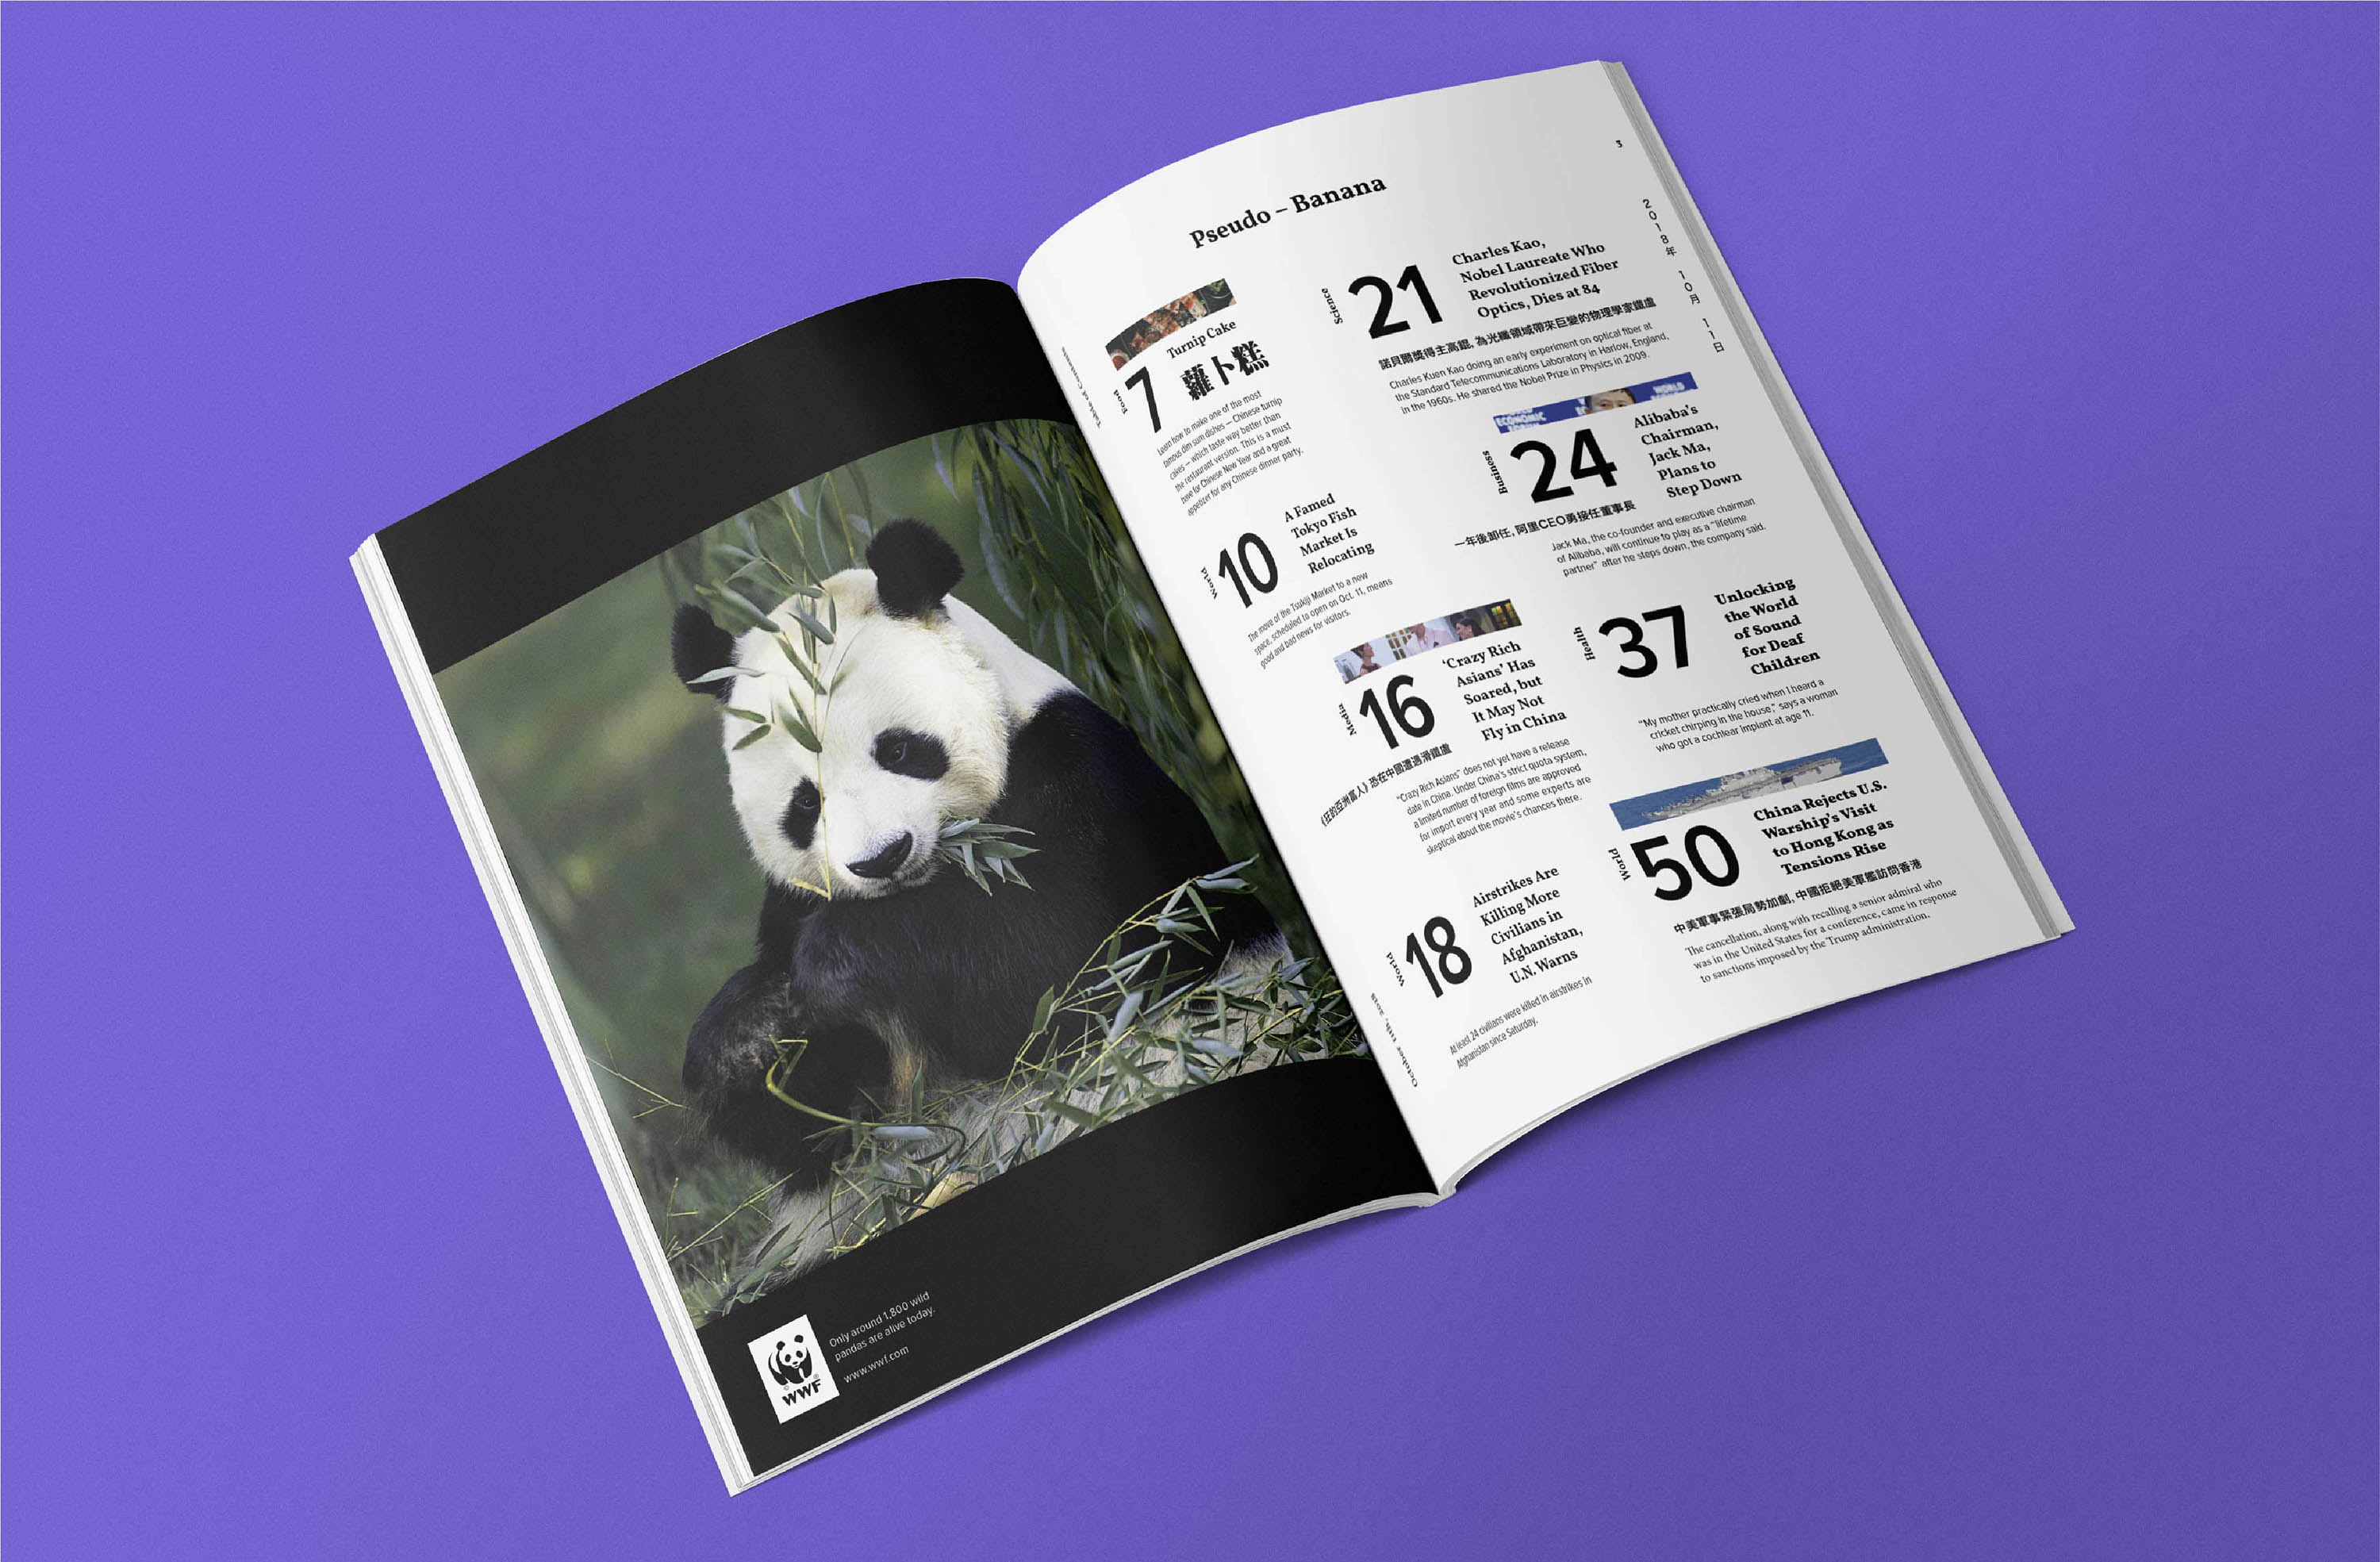 WWF
Only around 1,800 wild
pandas are alive today.
www.wwf.com
Table of Contents
October 11th, 2018
3
2018年 10月 11日
Pseudo – Banana
Food
7
Turnip Cake
蘿卜糕
Learn how to make one of the most
famous dim sum dishes — Chinese turnip
cakes — which taste way better than
the restaurant version. This is a must
have for Chinese New Year and a great
appetizer for any Chinese dinner party.
World
10
A Famed
Tokyo Fish
Market Is
Relocating
The move of the Tsukiji Market to a new
space, scheduled to open on Oct. 11, means
good and bad news for visitors.
Media
16
‘Crazy Rich
Asians’ Has
Soared, but
It May Not
Fly in China
《狂的亞洲富人》恐在中國遭遇滑鐵盧
“Crazy Rich Asians” does not yet have a release
date in China. Under China’s strict quota system,
a limited number of foreign films are approved
for import every year and some experts are
skeptical about the movie’s chances there.
World
18
Airstrikes Are
Killing More
Civilians in
Afghanistan,
U.N. Warns
At least 24 civilians were killed in airstrikes in
Afghanistan since Saturday.
Science
21
Charles Kao,
Nobel Laureate Who
Revolutionized Fiber
Optics, Dies at 84
諾貝爾獎得主高錕, 為光纖領域帶來巨變的物理學家鐵盧
Charles Kuen Kao doing an early experiment on optical fiber at
the Standard Telecommunications Laboratory in Harlow, England,
in the 1960s. He shared the Nobel Prize in Physics in 2009.
ECONOMIC
WORLD
Business
24
Alibaba’s
Chairman,
Jack Ma,
Plans to
Step Down
一年後卸任, 阿里CEO勇接任董事長
Jack Ma, the co-founder and executive chairman
of Alibaba, will continue to play as a “lifetime
partner” after he steps down, the company said.
Health
37
Unlocking
the World
of Sound
for Deaf
Children
“My mother practically cried when I heard a
cricket chirping in the house,” says a woman
who got a cochlear implant at age 11.
World
50
China Rejects U.S.
Warship’s Visit
to Hong Kong as
Tensions Rise
中美軍事緊張局勢加劇, 中國拒絕美軍艦訪問香港
The cancellation, along with recalling a senior admiral who
was in the United States for a conference, came in response
to sanctions imposed by the Trump administration.